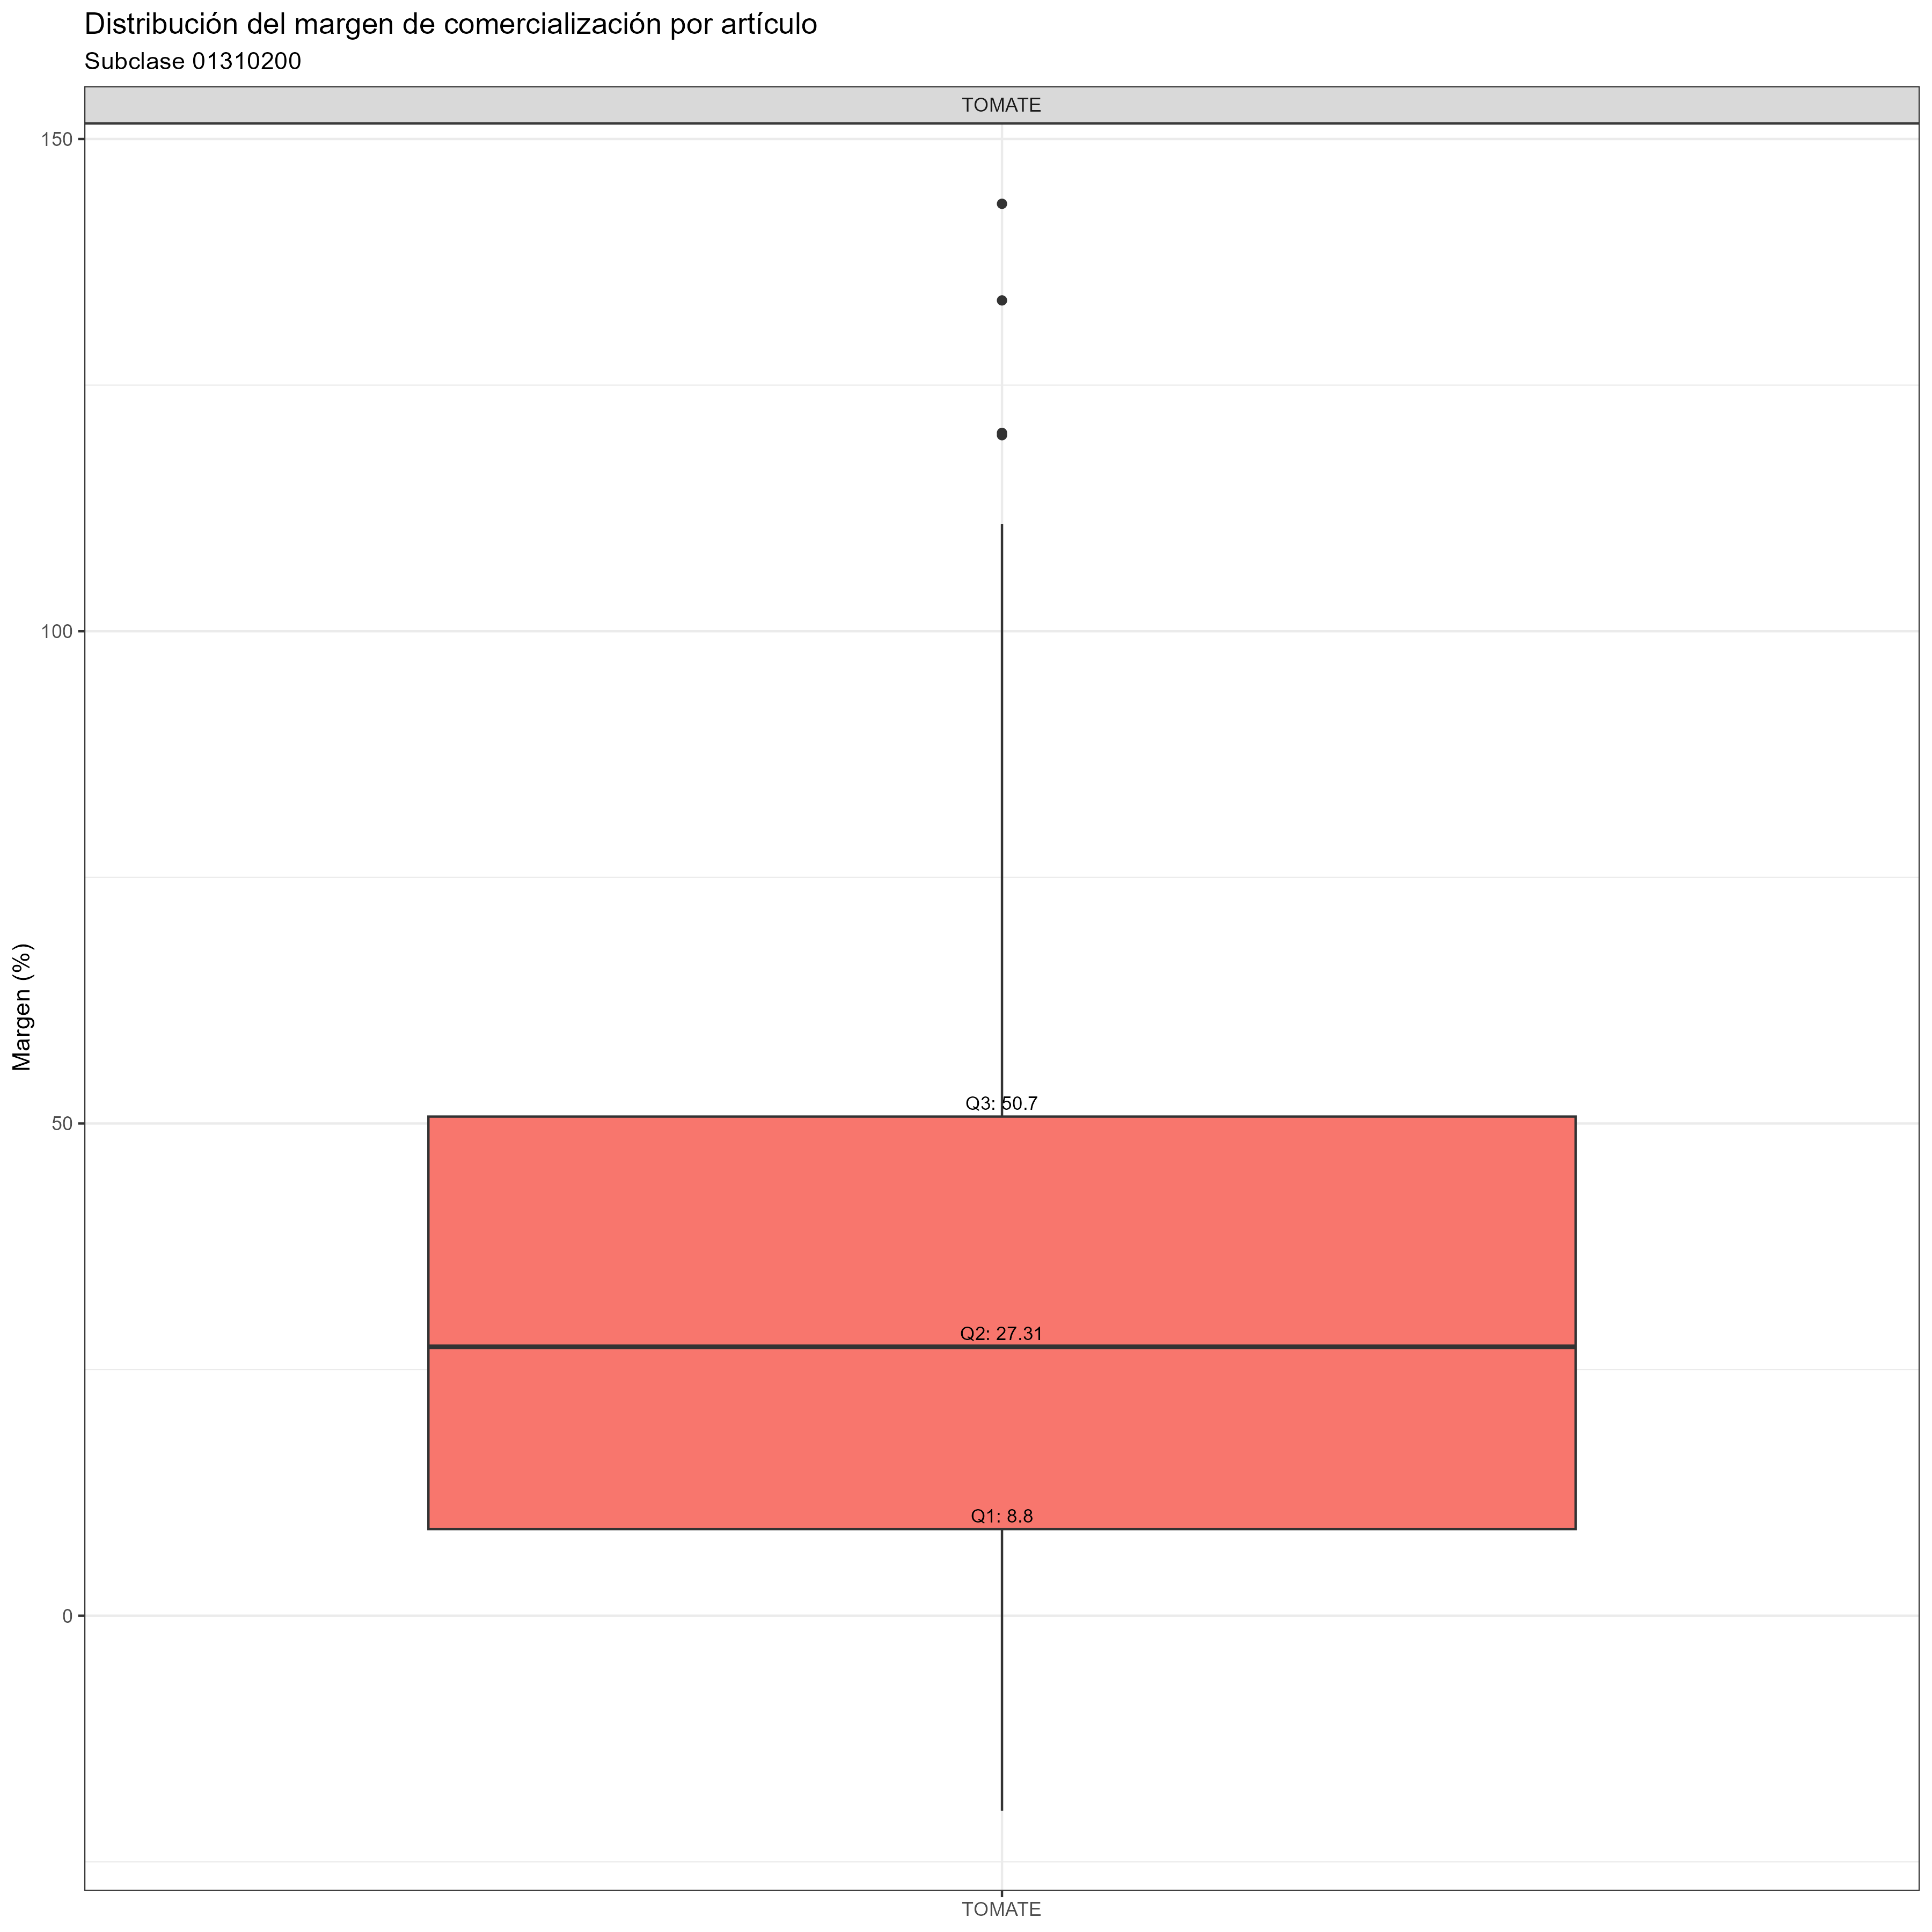 Distribución del margen de comercialización por artículo
Subclase 01310200
TOMATE
150
100
50
0
Margen (%)
Q3: 50.7
Q2: 27.31
Q1: 8.8
TOMATE